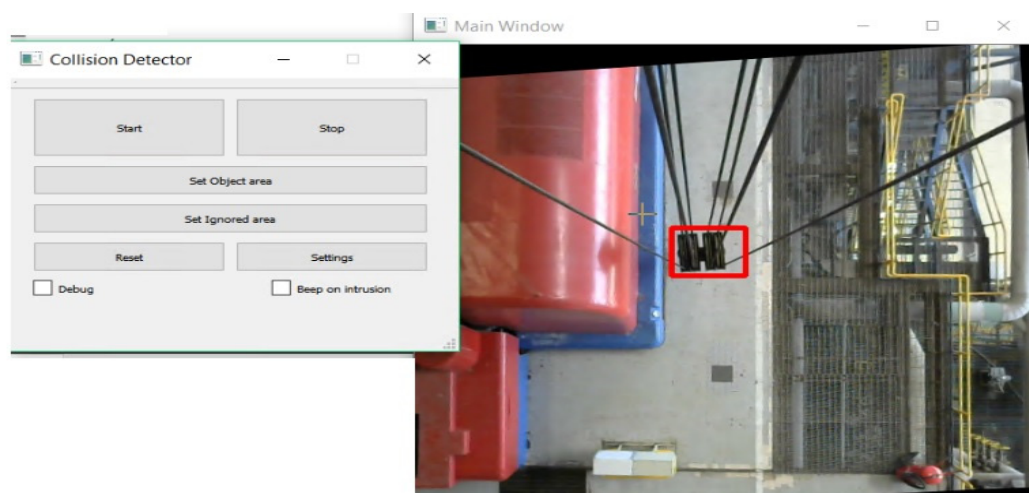 Main Window
Collision Detector
Start
Stop
Set Object area
Set Ignored area
Reset
Settings
Debug
Beep on intrusion